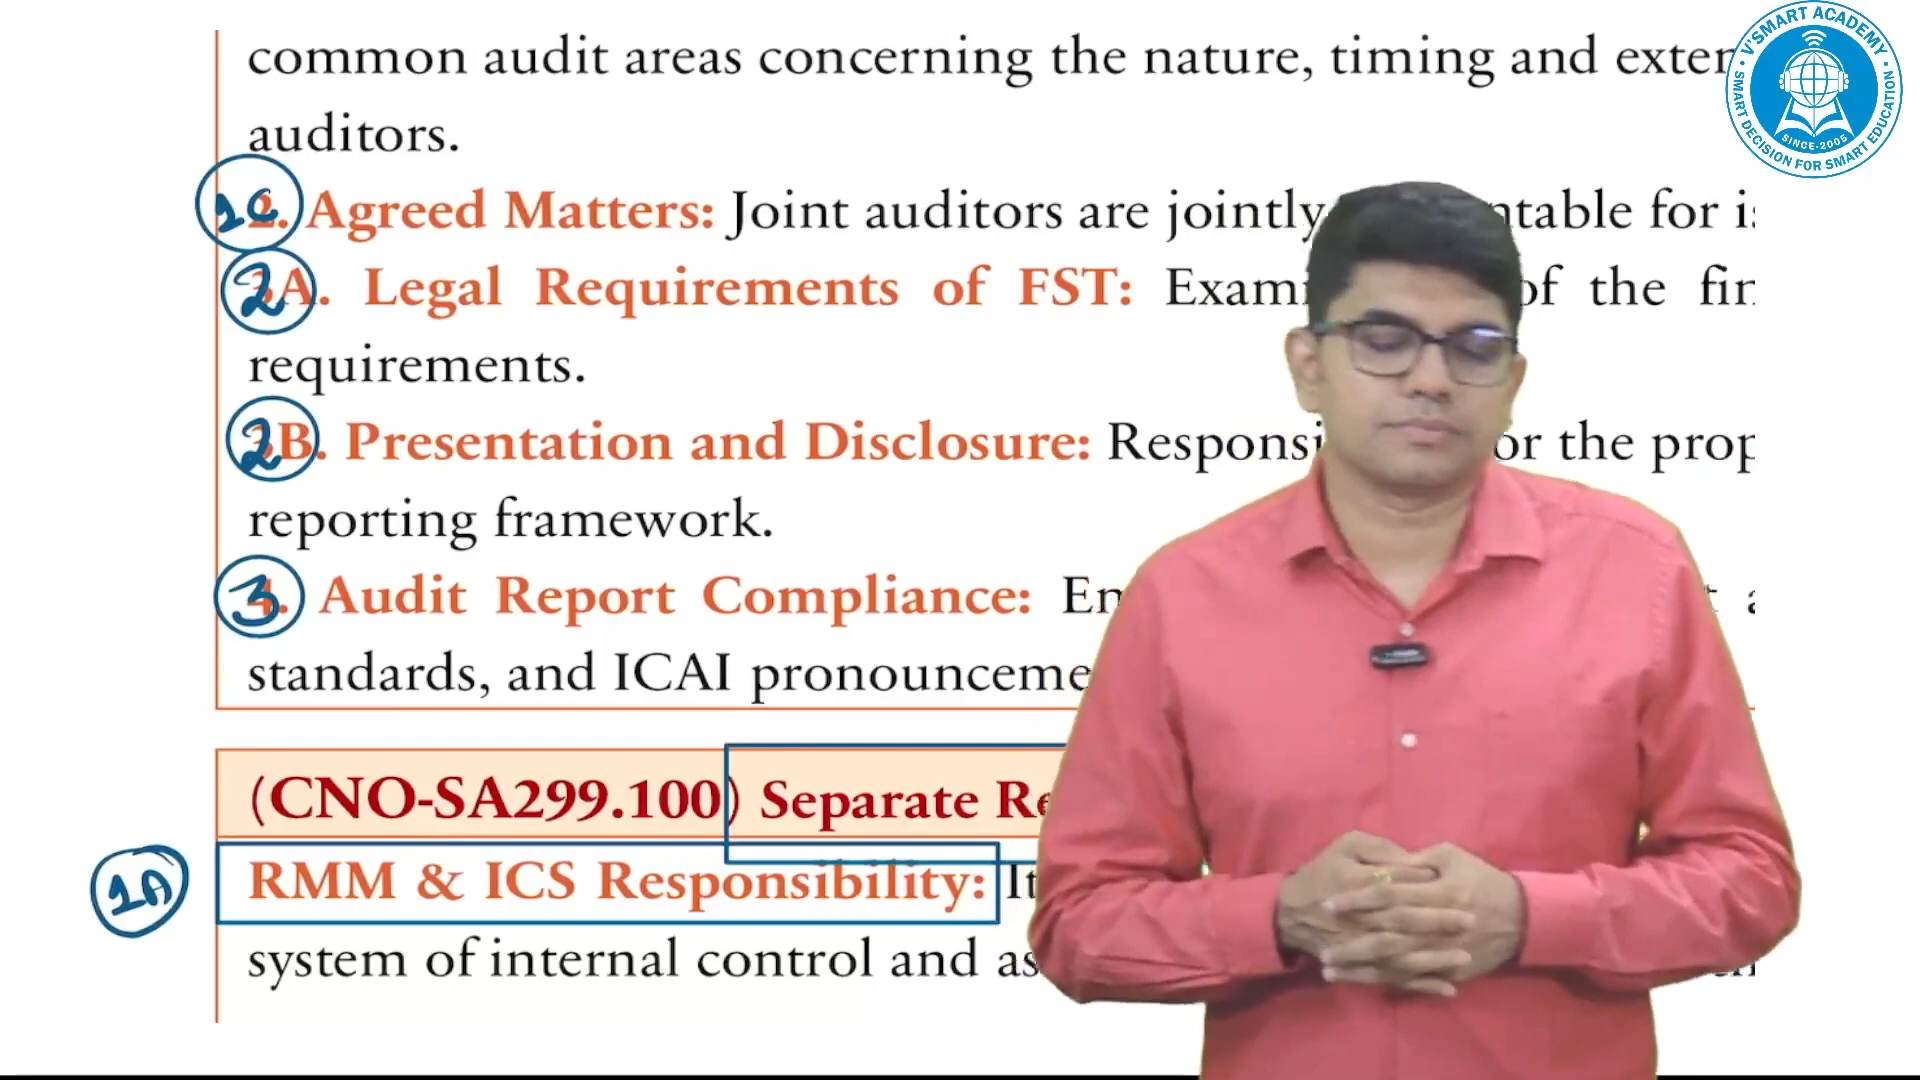 common audit areas concerning the nature, timing and exten
auditors.
1C. Agreed Matters: Joint auditors are jointly ntable for is
2A. Legal Requirements of FST: Exami of the fin
requirements.
2B. Presentation and Disclosure: Responsi or the prop
reporting framework.
3. Audit Report Compliance: En
standards, and ICAI pronounceme
(CNO-SA299.100) Separate Re
1A RMM & ICS Responsibility: It
system of internal control and as
V'SMART ACADEMY
SINCE-2005
SMART DECISION FOR SMART EDUCATION